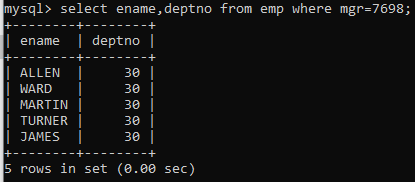 mysql> select ename,deptno from emp where mgr=7698;
+--------+--------+
| ename  | deptno |
+--------+--------+
| ALLEN  |     30 |
| WARD   |     30 |
| MARTIN |     30 |
| TURNER |     30 |
| JAMES  |     30 |
+--------+--------+
5 rows in set (0.00 sec)